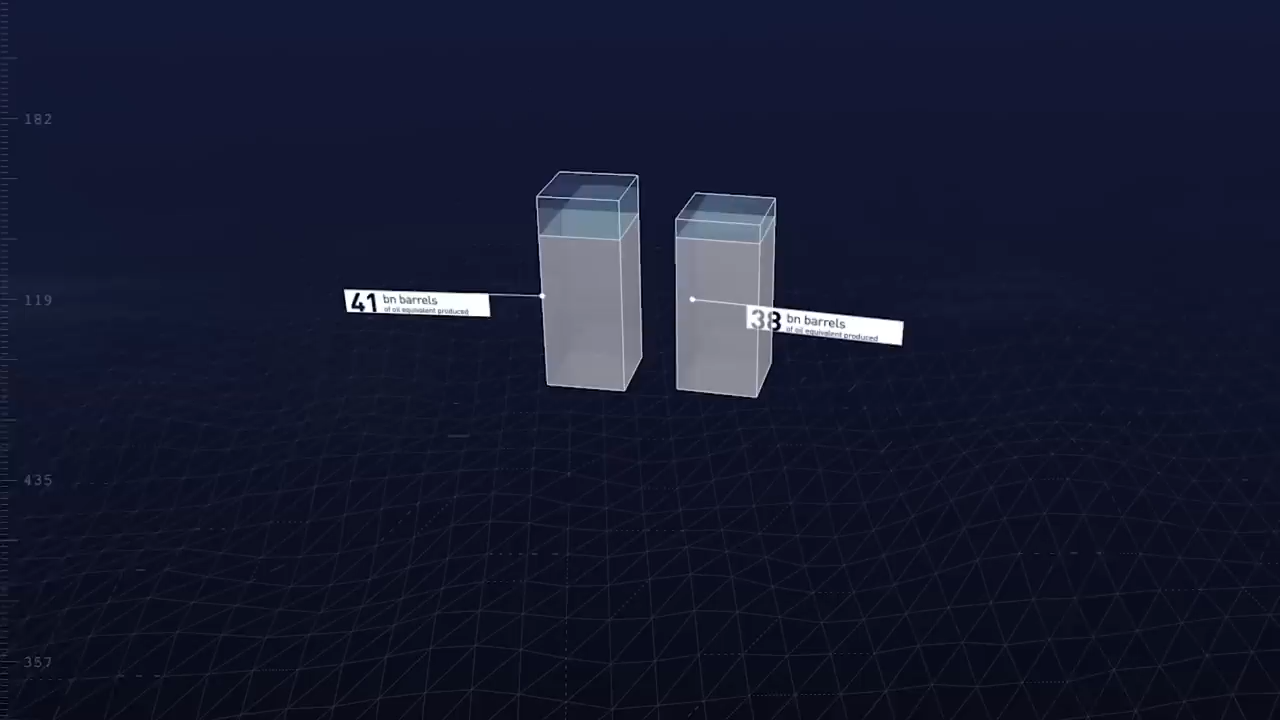 182
119
41 bn barrels
of oil equivalent produced
38 bn barrels
of oil equivalent produced
435
357